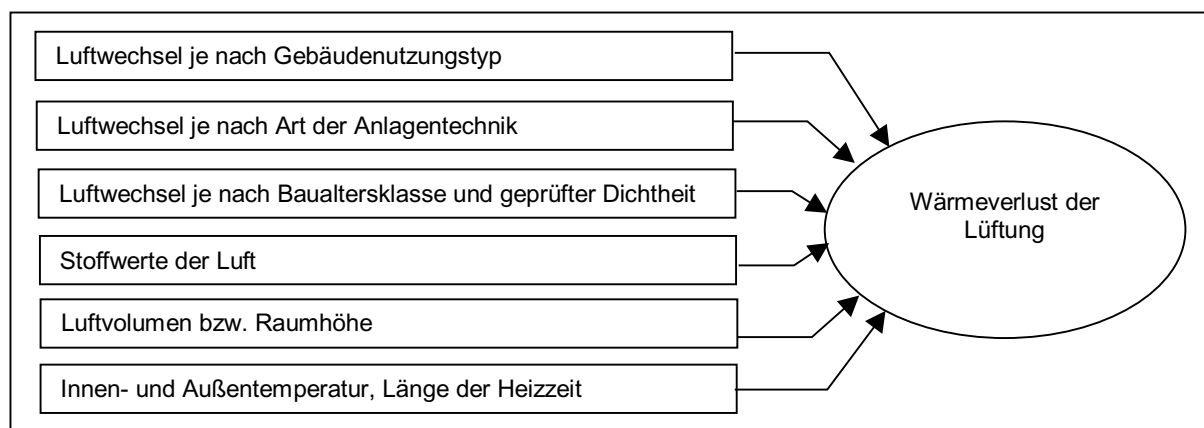 Luftwechsel je nach Gebäudenutzungstyp
Luftwechsel je nach Art der Anlagentechnik
Luftwechsel je nach Baualtersklasse und geprüfter Dichtheit
Stoffwerte der Luft
Luftvolumen bzw. Raumhöhe
Innen- und Außentemperatur, Länge der Heizzeit
Wärmeverlust der
Lüftung